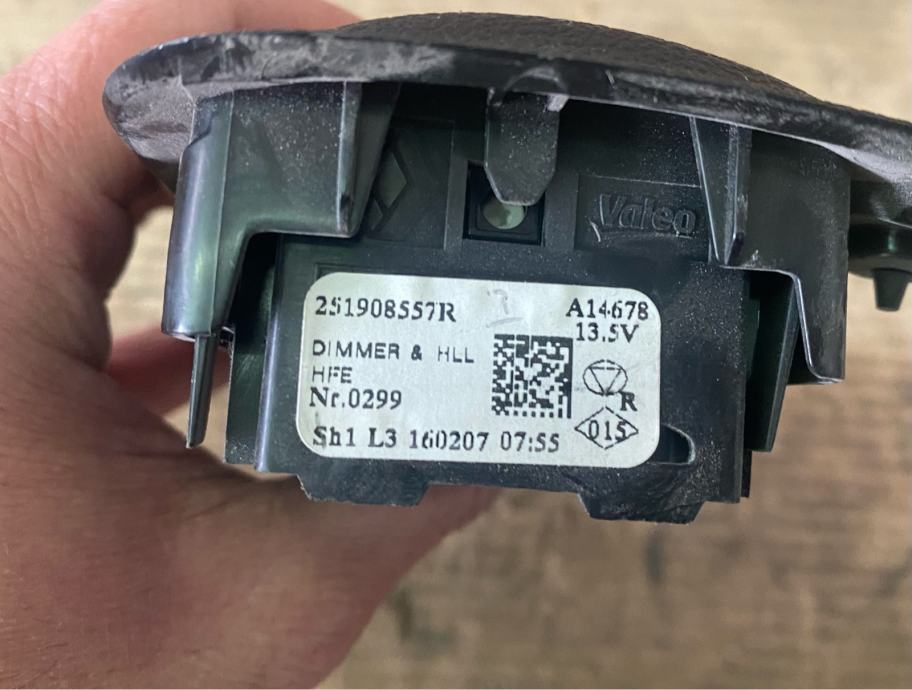 Valeo
251908557R
A14678
13.5V
DIMMER & HLL
HFE
Nr.0299
R
015
Sh1 L3 160207 07:55